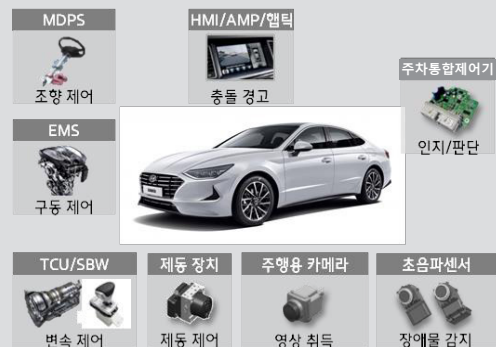 MDPS
조향 제어
HMI/AMP/햅틱
충돌 경고
주차통합제어기
인지/판단
EMS
구동 제어
TCU/SBW
변속 제어
제동 장치
제동 제어
주행용 카메라
영상 취득
초음파센서
장애물 감지